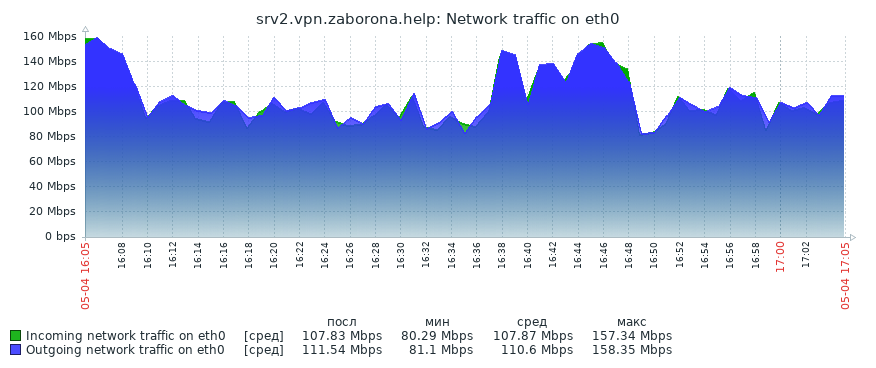 srv2.vpn.zaborona.help: Network traffic on eth0
160 Mbps
140 Mbps
120 Mbps
100 Mbps
80 Mbps
60 Mbps
40 Mbps
20 Mbps
0 bps
05-04 16:05 16:08 16:10 16:12 16:14 16:16 16:18 16:20 16:22 16:24 16:26 16:28 16:30 16:32 16:34 16:36 16:38 16:40 16:42 16:44 16:46 16:48 16:50 16:52 16:54 16:56 16:58 17:00 17:02 05-04 17:05
посл мин сред макс
Incoming network traffic on eth0 [сред] 107.83 Mbps 80.29 Mbps 107.87 Mbps 157.34 Mbps
Outgoing network traffic on eth0 [сред] 111.54 Mbps 81.1 Mbps 110.6 Mbps 158.35 Mbps